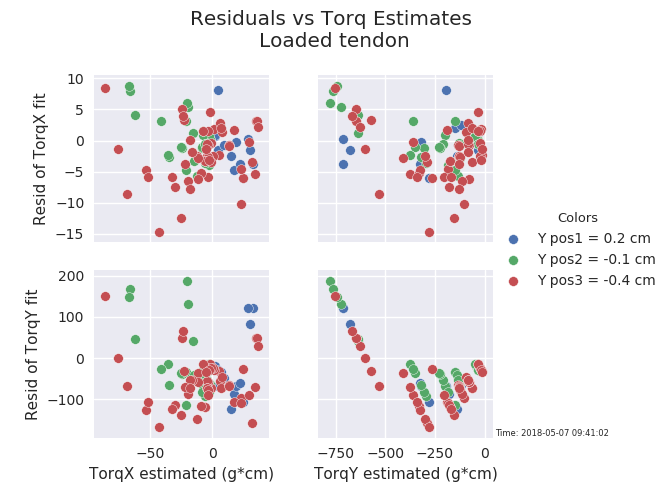 Residuals vs Torq Estimates
Loaded tendon
Resid of TorqX fit
10
5
0
−5
−10
−15
Colors
Y pos1 = 0.2 cm
Y pos2 = -0.1 cm
Y pos3 = -0.4 cm
Resid of TorqY fit
200
100
0
−100
−50
0
TorqX estimated (g*cm)
−750
−500
−250
0
TorqY estimated (g*cm)
Time: 2018-05-07 09:41:02